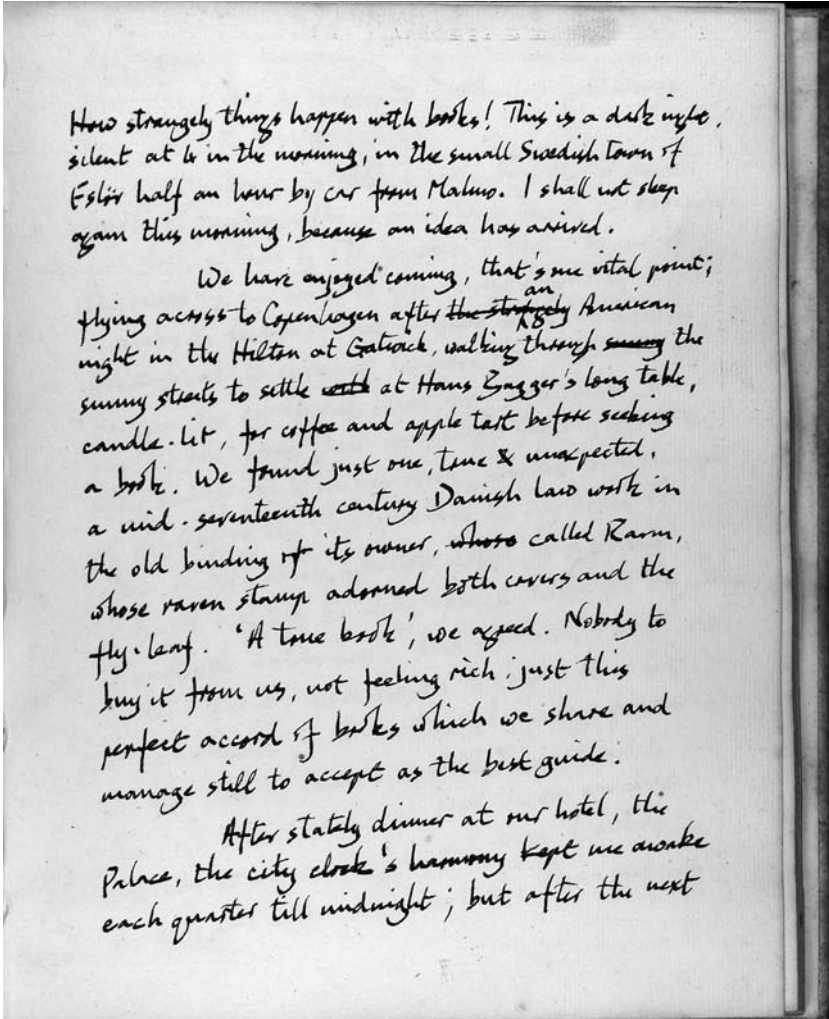 How strangely things happen with books! This is a dark night,
silent at 4 in the morning, in the small Swedish town of
Eslöv half an hour by car from Malmo. I shall not sleep
again this morning, because an idea has arrived.
We have enjoyed coming, that's one vital point;
flying across to Copenhagen after the strangely an American
night in the Hilton at Gatwick, walking through sunny the
sunny streets to settle with at Hans Bagger's long table,
candle-lit, for coffee and apple tart before seeking
a book. We found just one, true & unexpected,
a mid-seventeenth century Danish law work in
the old binding of its owner, whose called Ravn,
whose raven stamp adorned both covers and the
fly-leaf. 'A true book', we agreed. Nobody to
buy it from us, not feeling rich; just this
perfect accord of books which we share and
manage still to accept as the best guide.
After stately dinner at our hotel, the
Palace, the city clock's harmony kept me awake
each quarter till midnight; but after the next